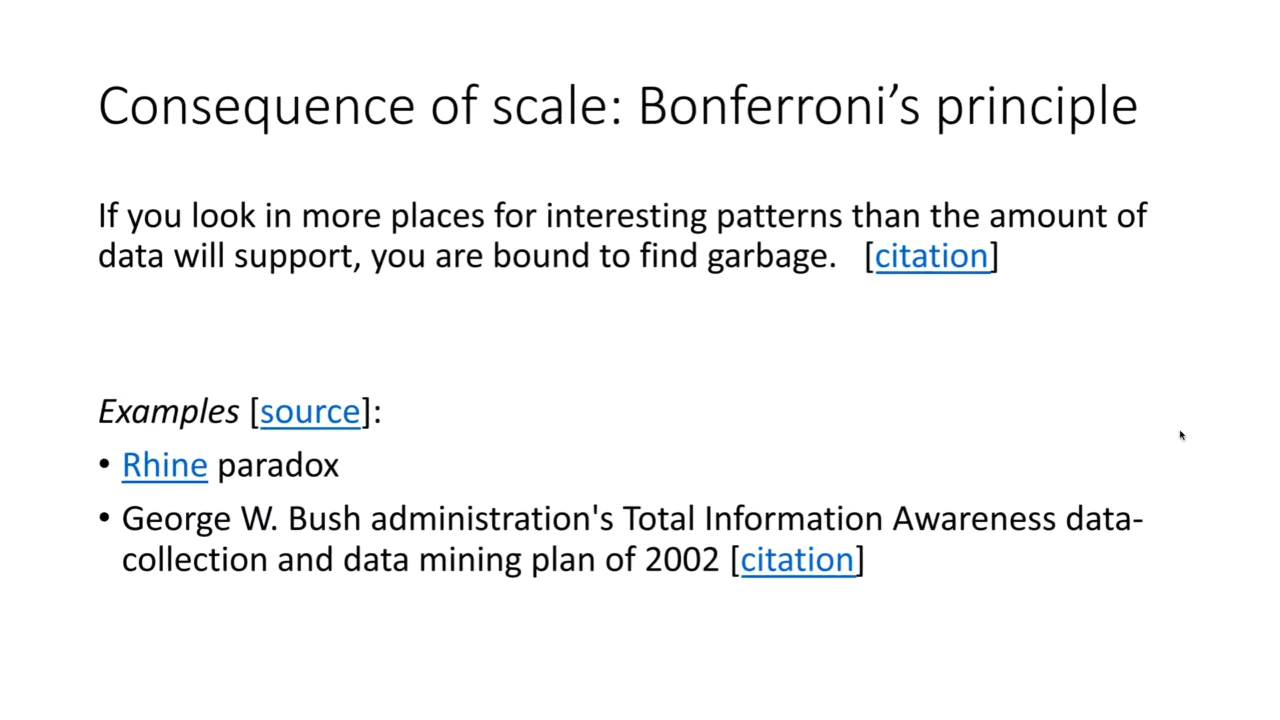 Consequence of scale: Bonferroni’s principle
If you look in more places for interesting patterns than the amount of
data will support, you are bound to find garbage. [citation]
Examples [source]:
• Rhine paradox
• George W. Bush administration's Total Information Awareness data-
collection and data mining plan of 2002 [citation]